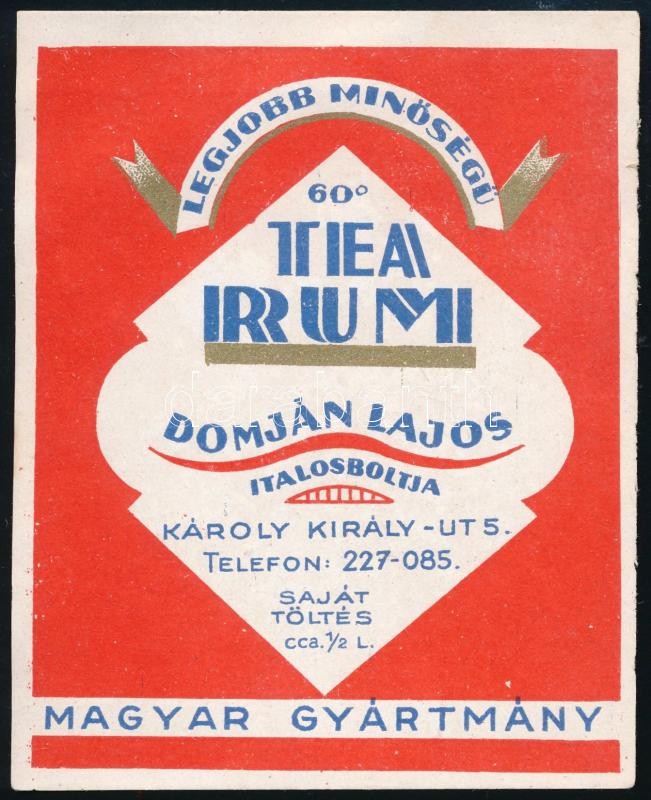 LEGJOBB MINŐSÉGŰ
60°
TEA
RUM
DOMJÁN LAJOS
ITALOSBOLTJA
KÁROLY KIRÁLY-UT 5.
TELEFON: 227-085.
SAJÁT
TÖLTÉS
cca. 1/2 L.
MAGYAR GYÁRTMÁNY